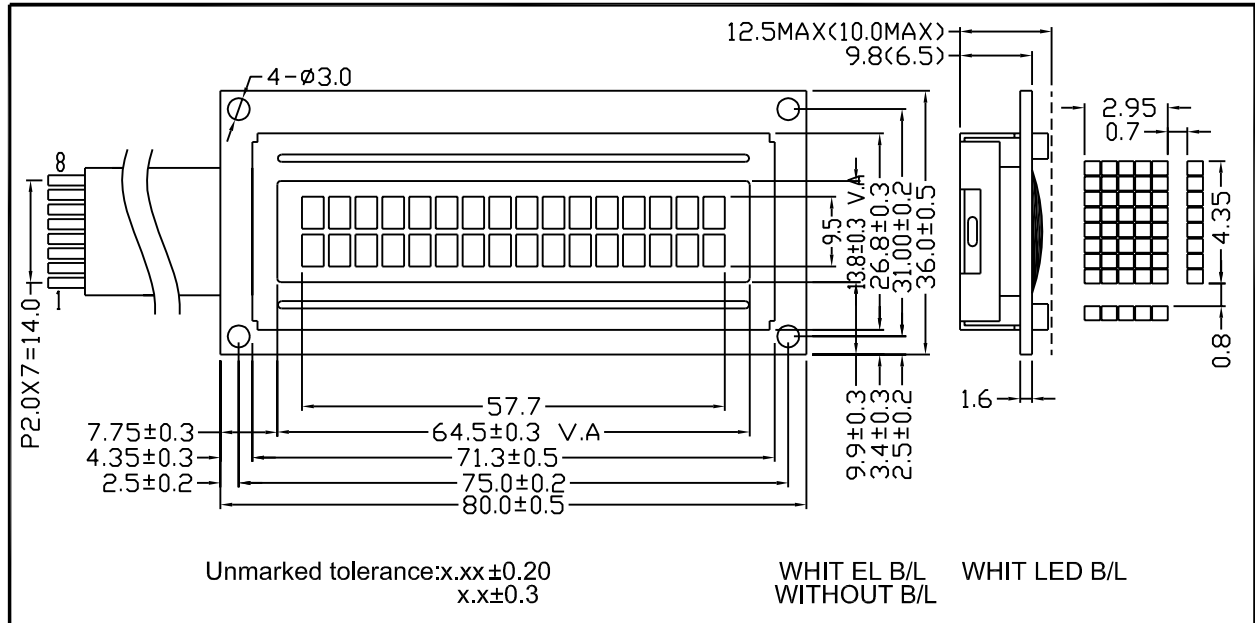 12.5MAX(10.0MAX)
9.8(6.5)
4-Ø3.0
2.95
0.7
8
1
P2.0X7=14.0
9.5
13.8±0.3 V.A
26.8±0.3
31.00±0.2
36.0±0.5
4.35
0.8
1.6
57.7
7.75±0.3
64.5±0.3 V.A
4.35±0.3
71.3±0.5
2.5±0.2
75.0±0.2
80.0±0.5
9.9±0.3
3.4±0.3
2.5±0.2
Unmarked tolerance:x.xx±0.20
x.x±0.3
WHIT EL B/L
WITHOUT B/L
WHIT LED B/L